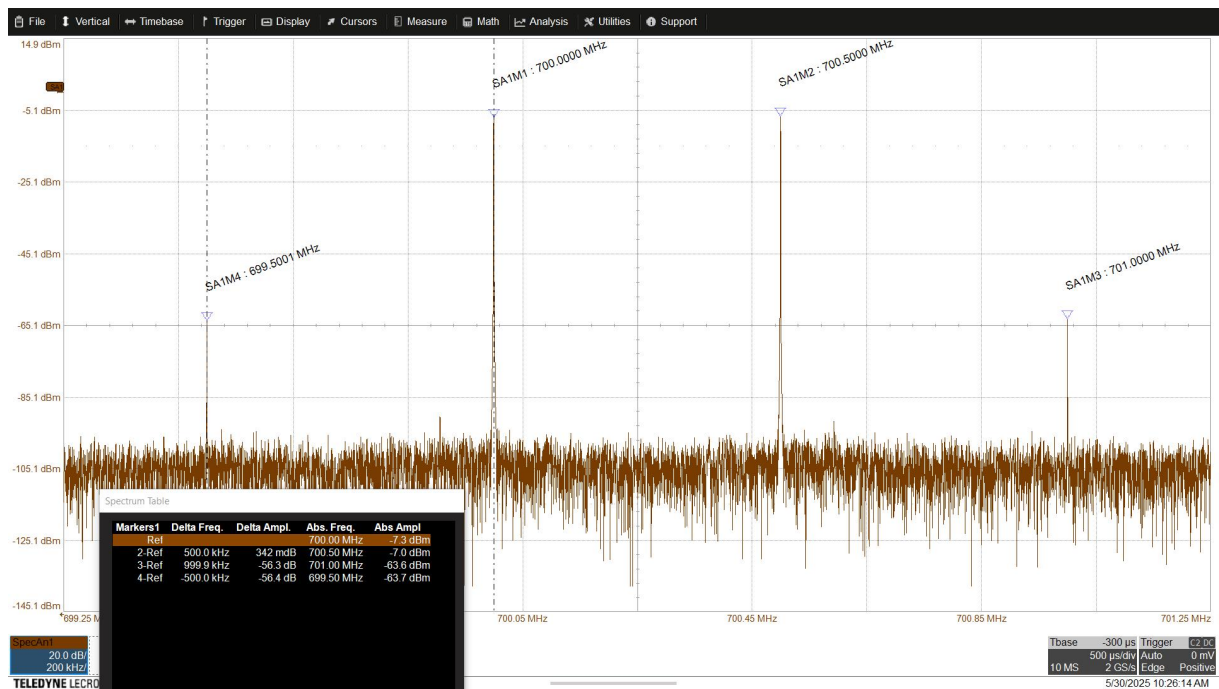 File Vertical Timebase Trigger Display Cursors Measure Math Analysis Utilities Support
14.9 dBm
SA1M1 : 700.0000 MHz
SA1M2 : 700.5000 MHz
SA1
-5.1 dBm
-25.1 dBm
-45.1 dBm
SA1M4 : 699.5001 MHz
SA1M3 : 701.0000 MHz
-65.1 dBm
-85.1 dBm
-105.1 dBm
-125.1 dBm
-145.1 dBm
Spectrum Table
Markers1 Delta Freq. Delta Ampl. Abs. Freq. Abs Ampl
Ref 700.00 MHz -7.3 dBm
2-Ref 500.0 kHz 342 mdB 700.50 MHz -7.0 dBm
3-Ref 999.9 kHz -56.3 dB 701.00 MHz -63.6 dBm
4-Ref -500.0 kHz -56.4 dB 699.50 MHz -63.7 dBm
699.25 M 700.05 MHz 700.45 MHz 700.85 MHz 701.25 MHz
SpecAn1
20.0 dB/
200 kHz/
Tbase -300 µs Trigger C2 DC
500 µs/div Auto 0 mV
10 MS 2 GS/s Edge Positive
TELEDYNE LECRO
5/30/2025 10:26:14 AM